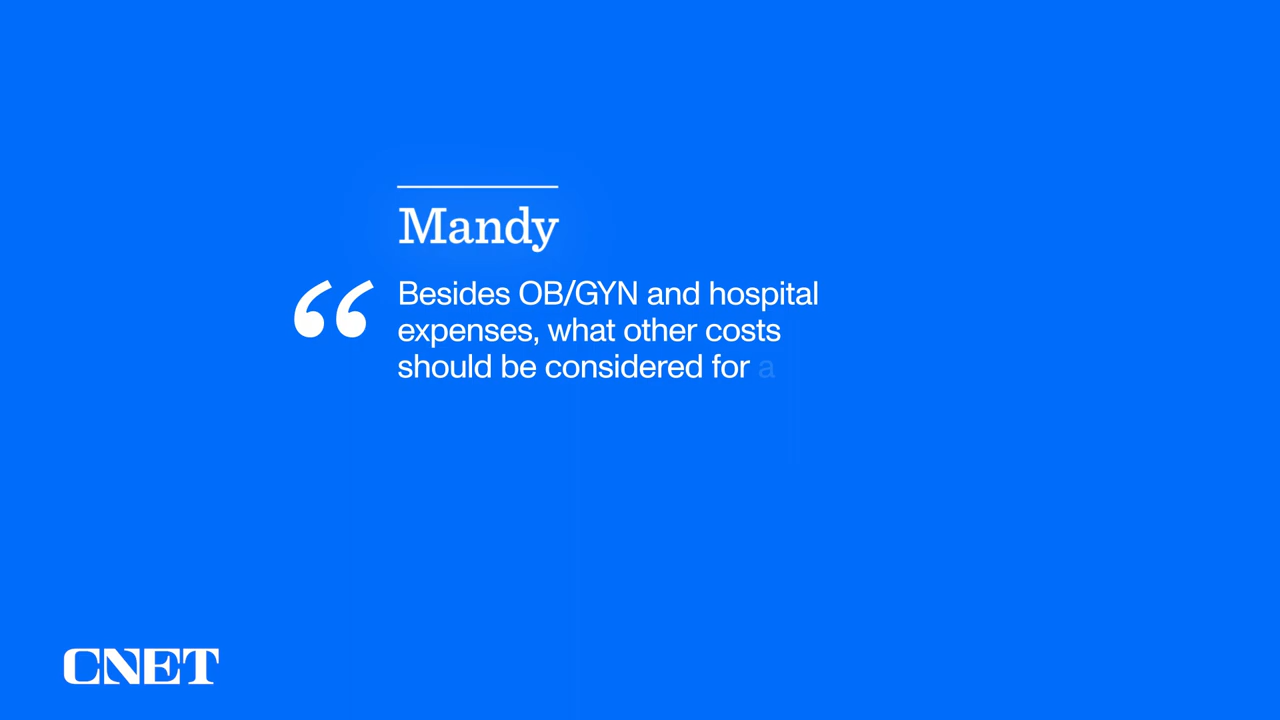 Mandy
“
Besides OB/GYN and hospital
expenses, what other costs
should be considered for a
CNET